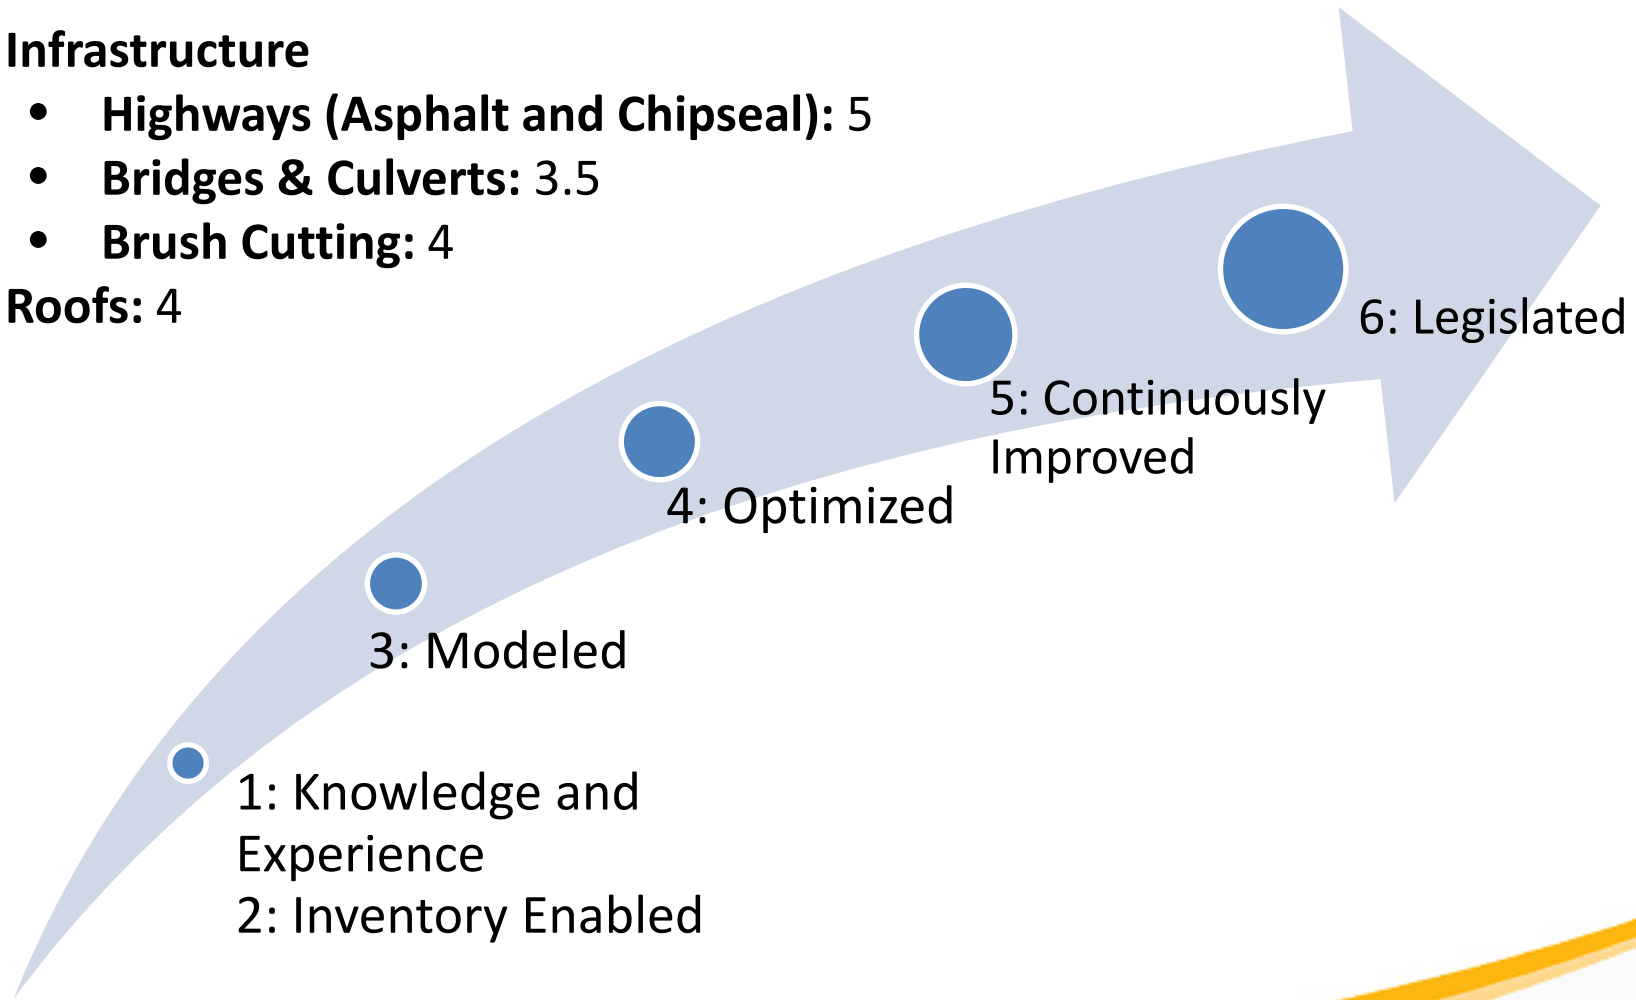 Infrastructure
• Highways (Asphalt and Chipseal): 5
• Bridges & Culverts: 3.5
• Brush Cutting: 4
Roofs: 4
6: Legislated
5: Continuously
Improved
4: Optimized
3: Modeled
1: Knowledge and
Experience
2: Inventory Enabled